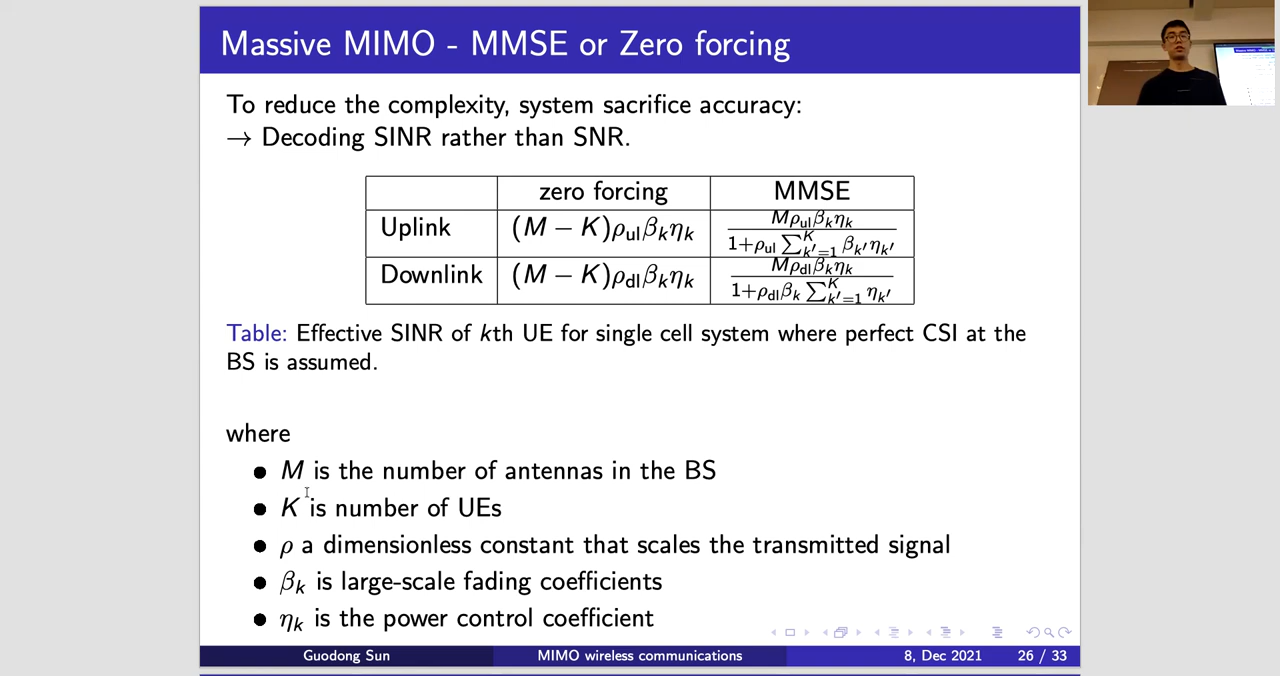 Massive MIMO - MMSE or Zero forcing
To reduce the complexity, system sacrifice accuracy:
→ Decoding SINR rather than SNR.
zero forcing MMSE
Uplink (M − K)ρ_ul β_k η_k \frac{Mρ_ul β_k η_k}{1+ρ_ul ∑_{k'=1}^{K} β_{k'} η_{k'}}
Downlink (M − K)ρ_dl β_k η_k \frac{Mρ_dl β_k η_k}{1+ρ_dl β_k ∑_{k'=1}^{K} η_{k'}}
Table: Effective SINR of kth UE for single cell system where perfect CSI at the
BS is assumed.
where
● M is the number of antennas in the BS
● K is number of UEs
● ρ a dimensionless constant that scales the transmitted signal
● β_k is large-scale fading coefficients
● η_k is the power control coefficient
Guodong Sun MIMO wireless communications 8, Dec 2021 26 / 33